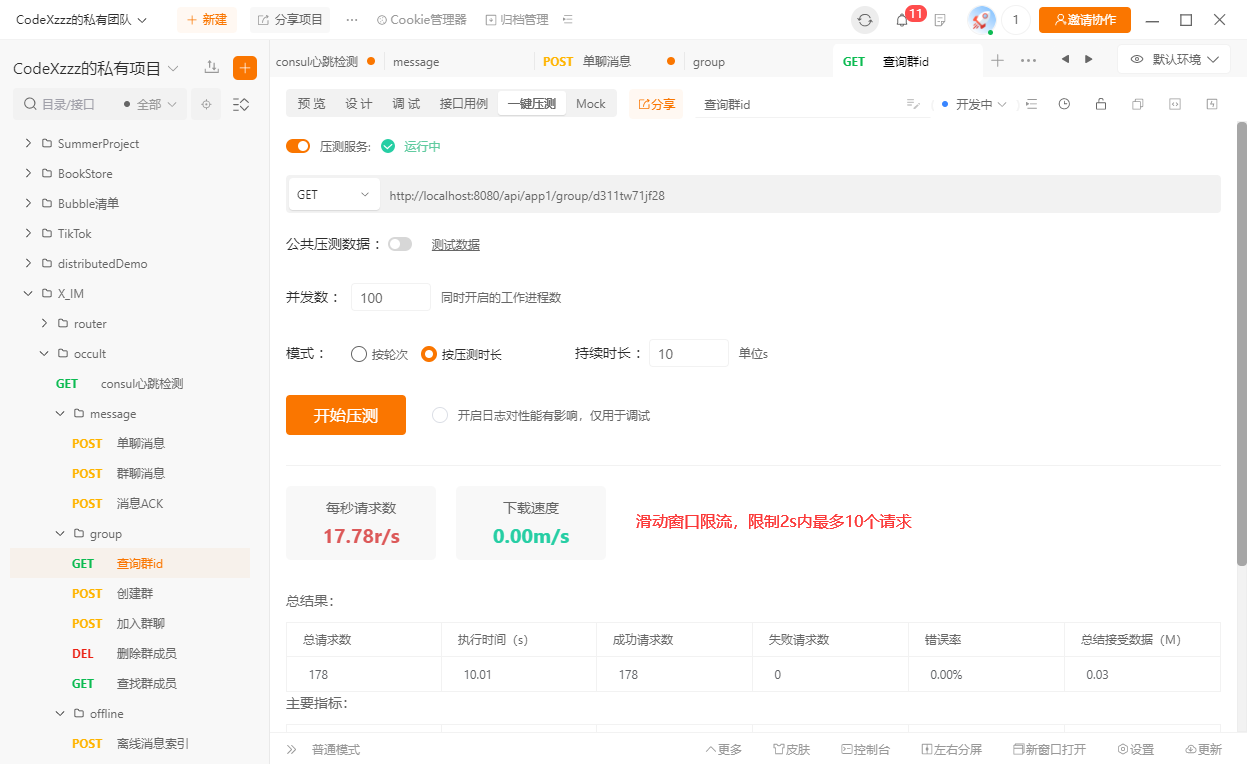 CodeXzzz的私有团队 新建 分享项目 ··· Cookie管理器 归档管理 11 1 邀请协作
CodeXzzz的私有项目
目录/接口 全部
SummerProject
BookStore
Bubble清单
TikTok
distributedDemo
X_IM
router
occult
GET consul心跳检测
message
POST 单聊消息
POST 群聊消息
POST 消息ACK
group
GET 查询群id
POST 创建群
POST 加入群聊
DEL 删除群成员
GET 查找群成员
offline
POST 离线消息索引
consul心跳检测 message POST 单聊消息 group GET 查询群id ··· 默认环境
预览 设计 调试 接口用例 一键压测 Mock 分享 查询群id 开发中
压测服务: 运行中
GET http://localhost:8080/api/app1/group/d311tw71jf28
公共压测数据： 测试数据
并发数： 100 同时开启的工作进程数
模式： 按轮次 按压测时长 持续时长： 10 单位s
开始压测 开启日志对性能有影响，仅用于调试
每秒请求数 下载速度
17.78r/s 0.00m/s
滑动窗口限流，限制2s内最多10个请求
总结果:
总请求数 执行时间（s） 成功请求数 失败请求数 错误率 总结接受数据（M）
178 10.01 178 0 0.00% 0.03
主要指标:
普通模式 更多 皮肤 控制台 左右分屏 新窗口打开 设置 更新